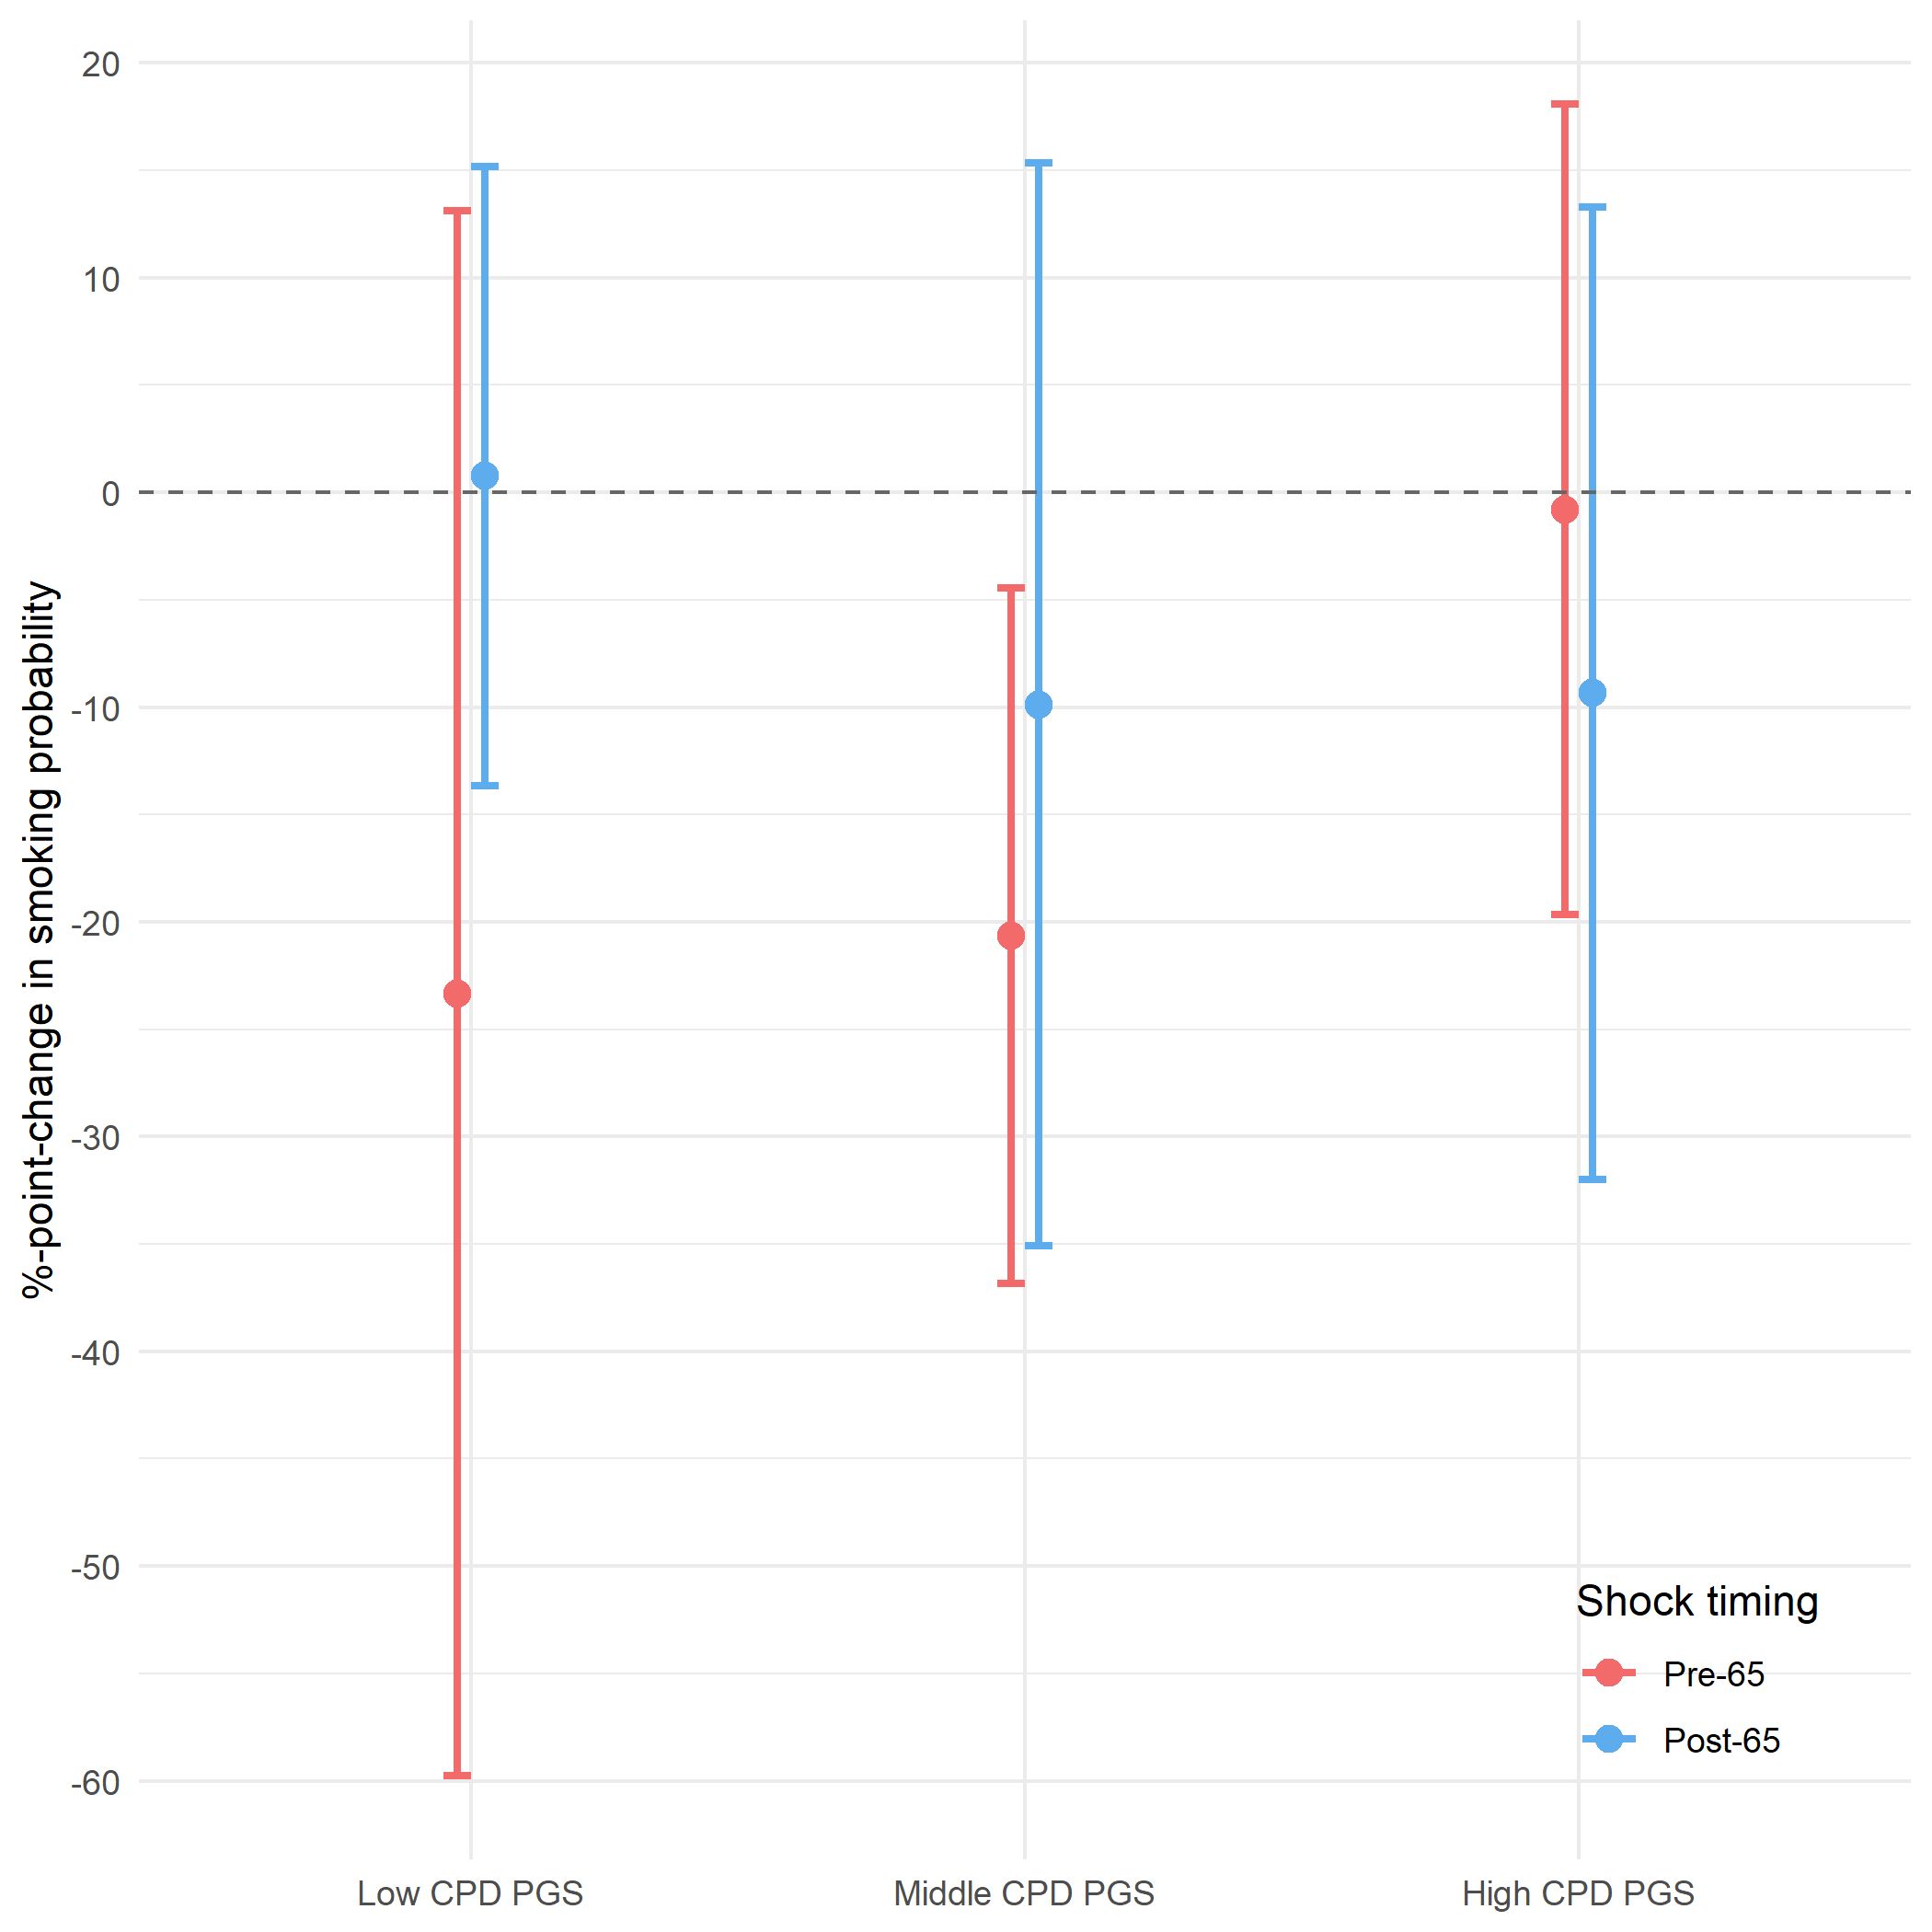 20
10
0
-10
-20
-30
-40
-50
-60
%-point-change in smoking probability
Low CPD PGS
Middle CPD PGS
High CPD PGS
Shock timing
Pre-65
Post-65